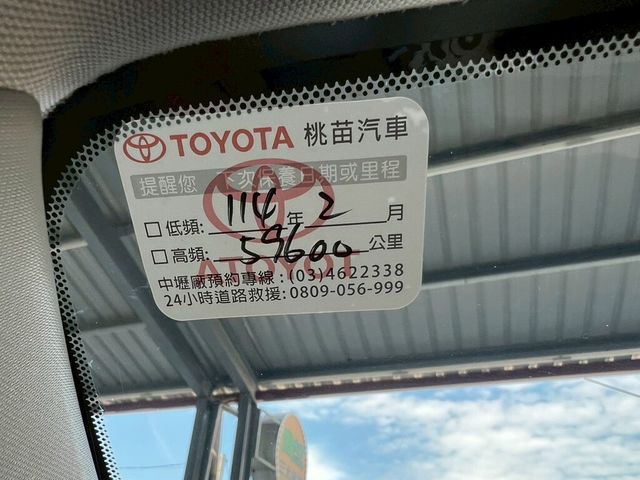 TOYOTA 桃苗汽車
提醒您 下次保養日期或里程
□低頻: 114 年 2 月
□高頻: 59600 公里
中壢廠預約專線:(03)4622338
24小時道路救援:0809-056-999